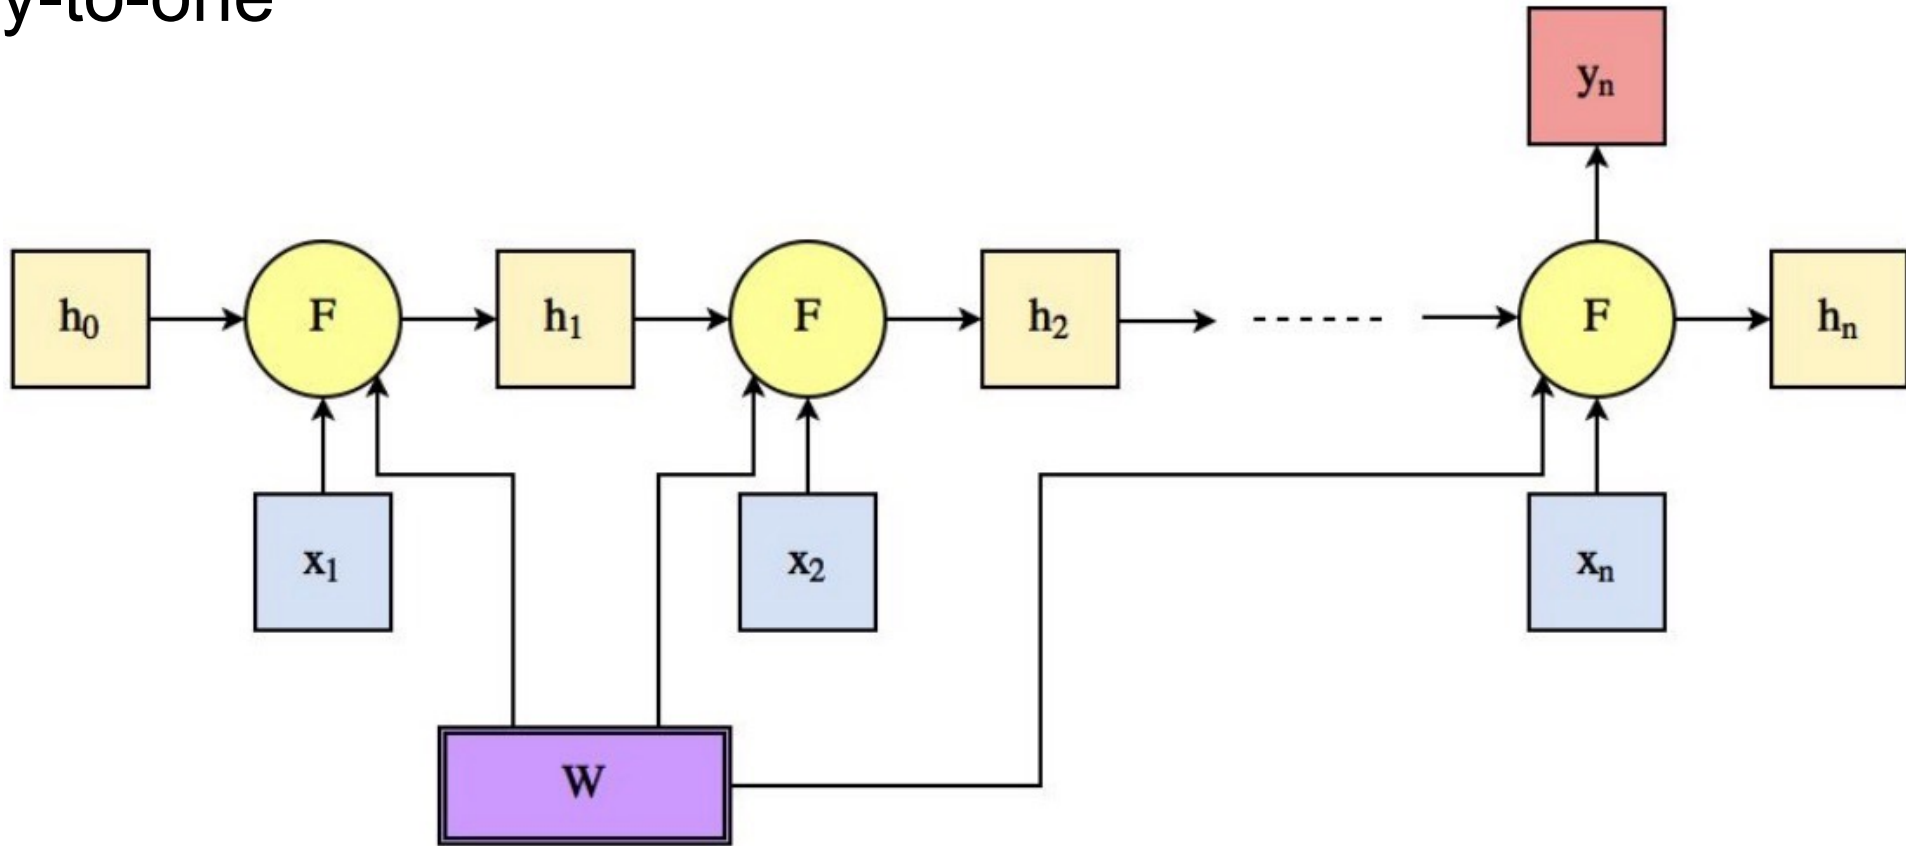 y-to-one
yₙ
h₀ F h₁ F h₂ F hₙ
x₁ x₂ xₙ
W